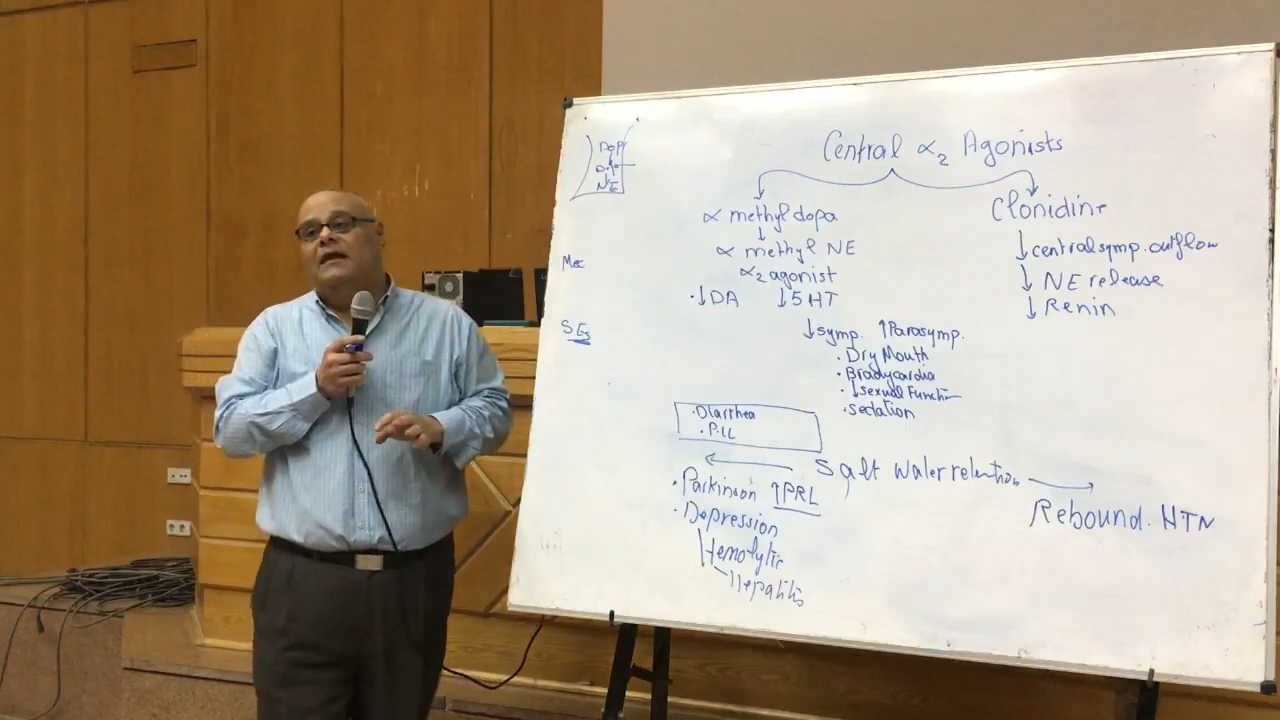 Central α₂ Agonists
DOP
NE
α methyl dopa
Clonidine
↓
α methyl NE
↓ central symp. outflow
Mec
α₂ agonist
↓ NE release
·↓DA ↓5HT
↓ Renin
SEs
↓symp. ↑Parasymp.
· Dry Mouth
· Bradycardia
· ↓sexual Function
· sedation
· Diarrhea
Salt Water retention
· Parkinson ↑PRL
Rebound. HTN
· Depression
Hemolytic
Hepatitis